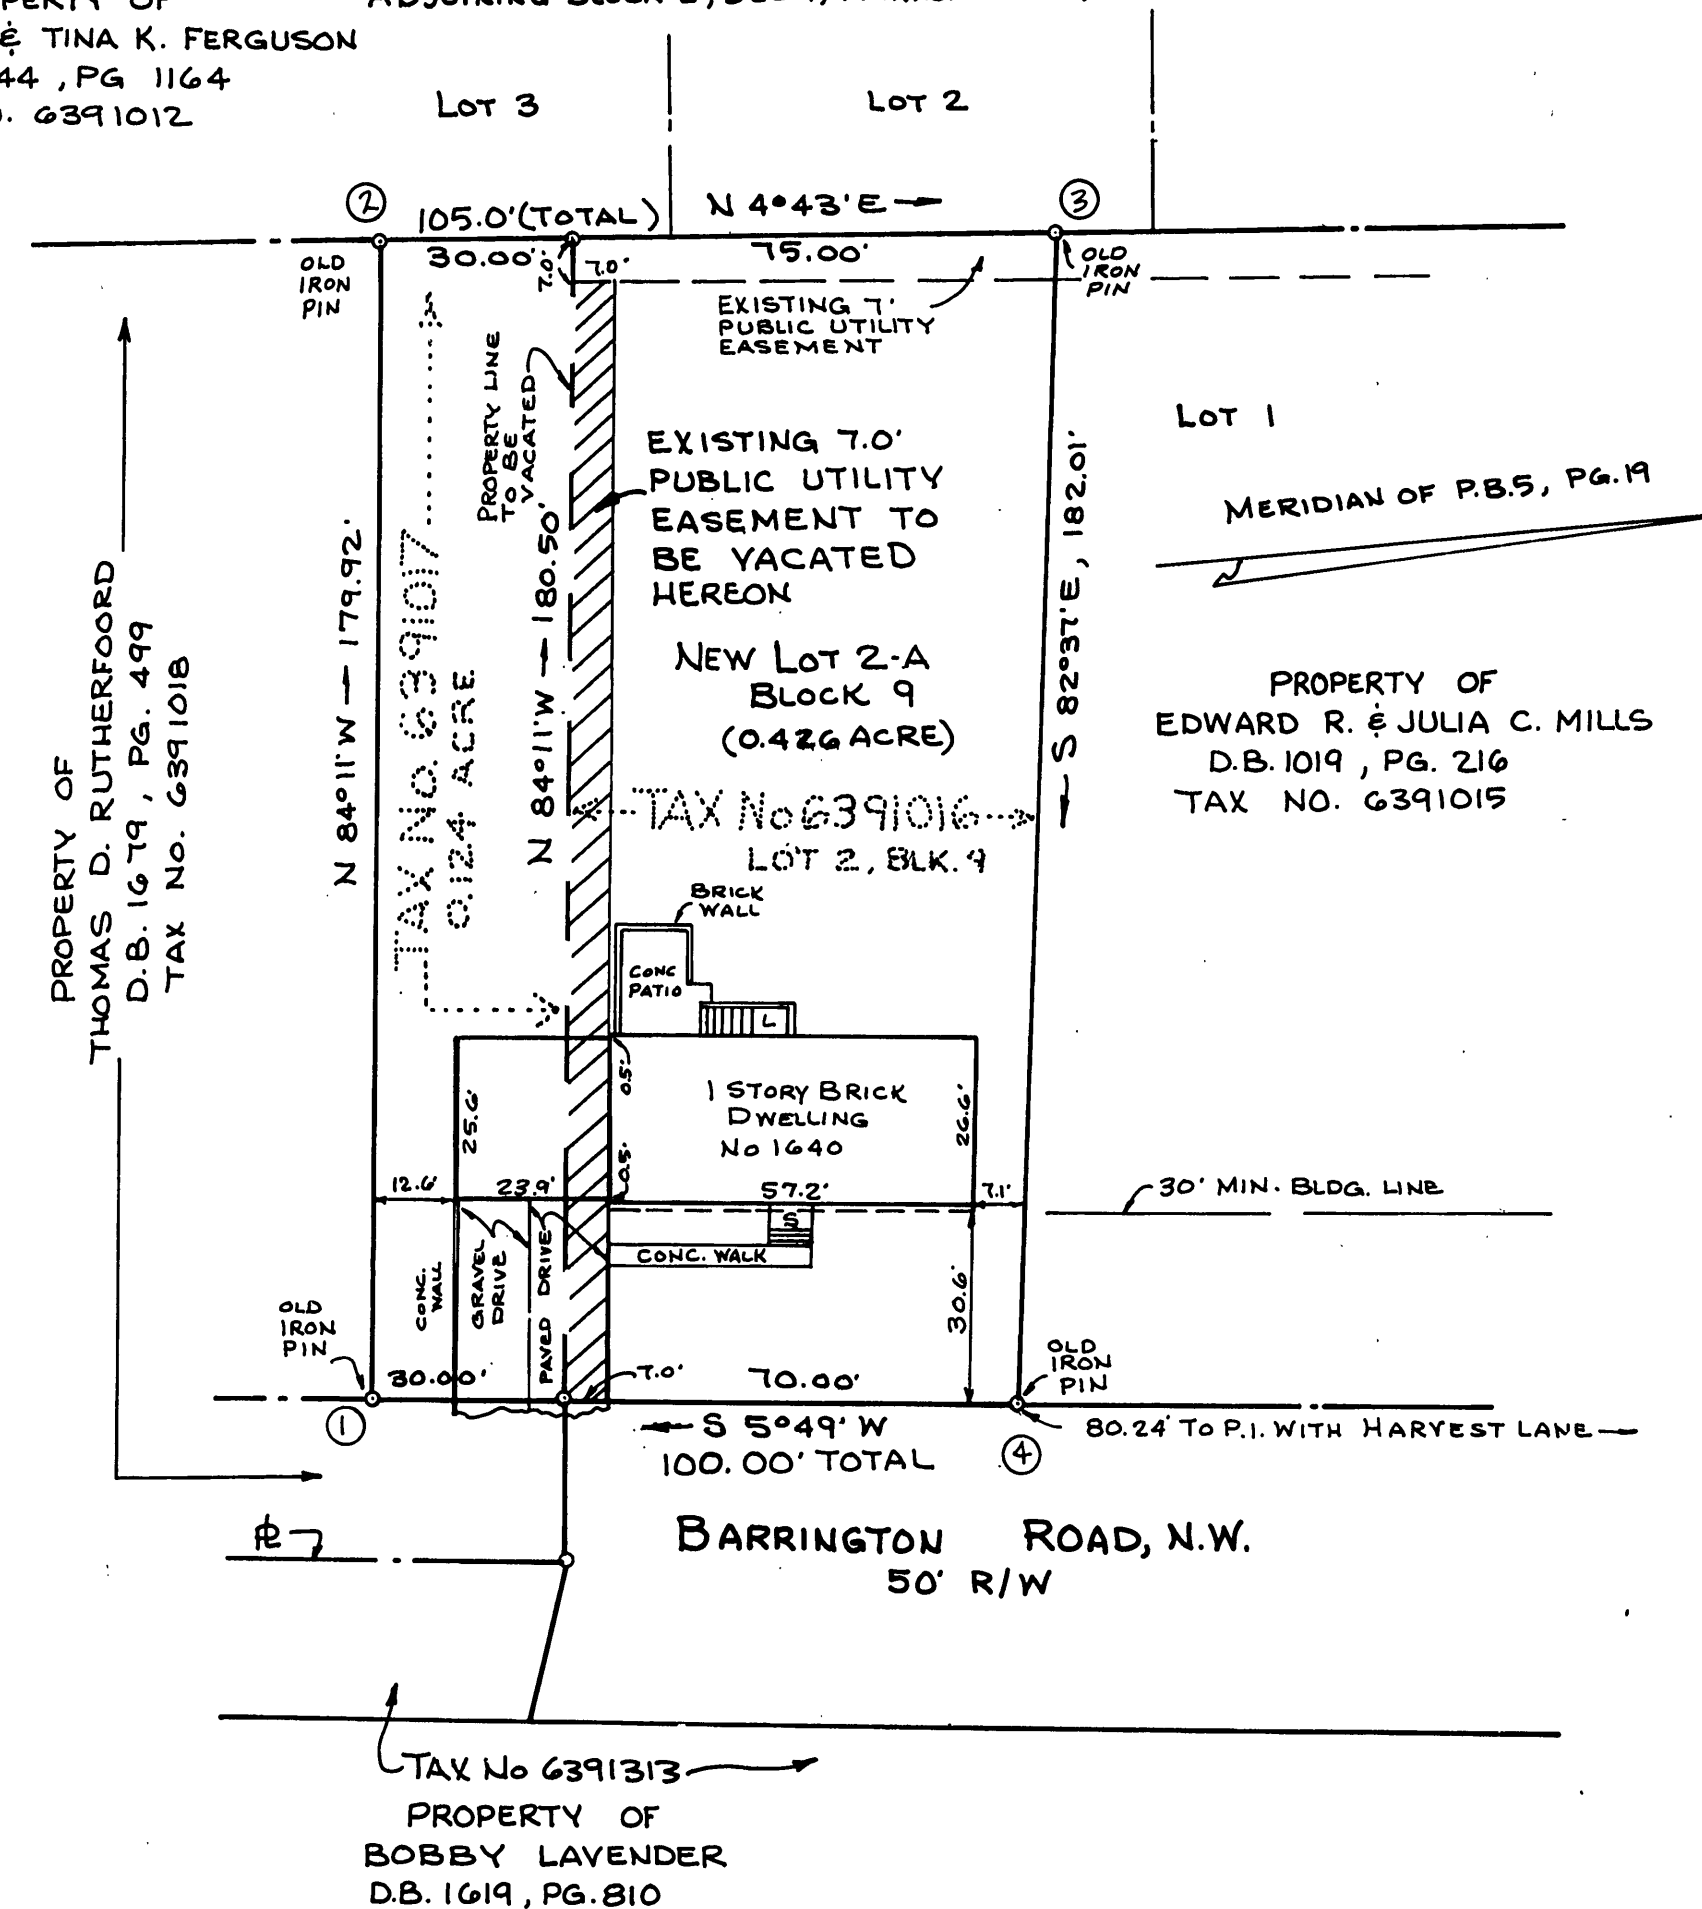 PERTY OF
& TINA K. FERGUSON
44, PG 1164
6391012
LOT 3
LOT 2
②
105.0'(TOTAL)
N 4°43'E
③
30.00'
75.00'
7.0'
7.0'
OLD
IRON
PIN
OLD
IRON
PIN
EXISTING 7'
PUBLIC UTILITY
EASEMENT
PROPERTY LINE
TO BE
VACATED
EXISTING 7.0'
PUBLIC UTILITY
EASEMENT TO
BE VACATED
HEREON
LOT 1
MERIDIAN OF P.B.5, PG.19
N 84°11'W — 179.92'
N 84°11'W — 180.50'
S 82°37'E, 182.01'
TAX NO. 6391017
0.124 ACRE
NEW LOT 2-A
BLOCK 9
(0.426 ACRE)
TAX No 6391016
LOT 2, BLK. 9
PROPERTY OF
EDWARD R. & JULIA C. MILLS
D.B. 1019, PG. 216
TAX NO. 6391015
PROPERTY OF
THOMAS D. RUTHERFOORD
D.B. 1679, PG. 499
TAX No. 6391018
BRICK
WALL
CONC
PATIO
L
1 STORY BRICK
DWELLING
No 1640
25.6'
0.5'
0.5'
26.6'
12.6'
23.9'
57.2'
7.1'
30' MIN. BLDG. LINE
S
CONC. WALK
CONC.
WALL
GRAVEL
DRIVE
PAVED DRIVE
30.6'
OLD
IRON
PIN
OLD
IRON
PIN
30.00'
7.0'
70.00'
①
S 5°49' W
100.00' TOTAL
④
80.24' TO P.I. WITH HARVEST LANE
PL
BARRINGTON ROAD, N.W.
50' R/W
TAX No 6391313
PROPERTY OF
BOBBY LAVENDER
D.B. 1619, PG. 810